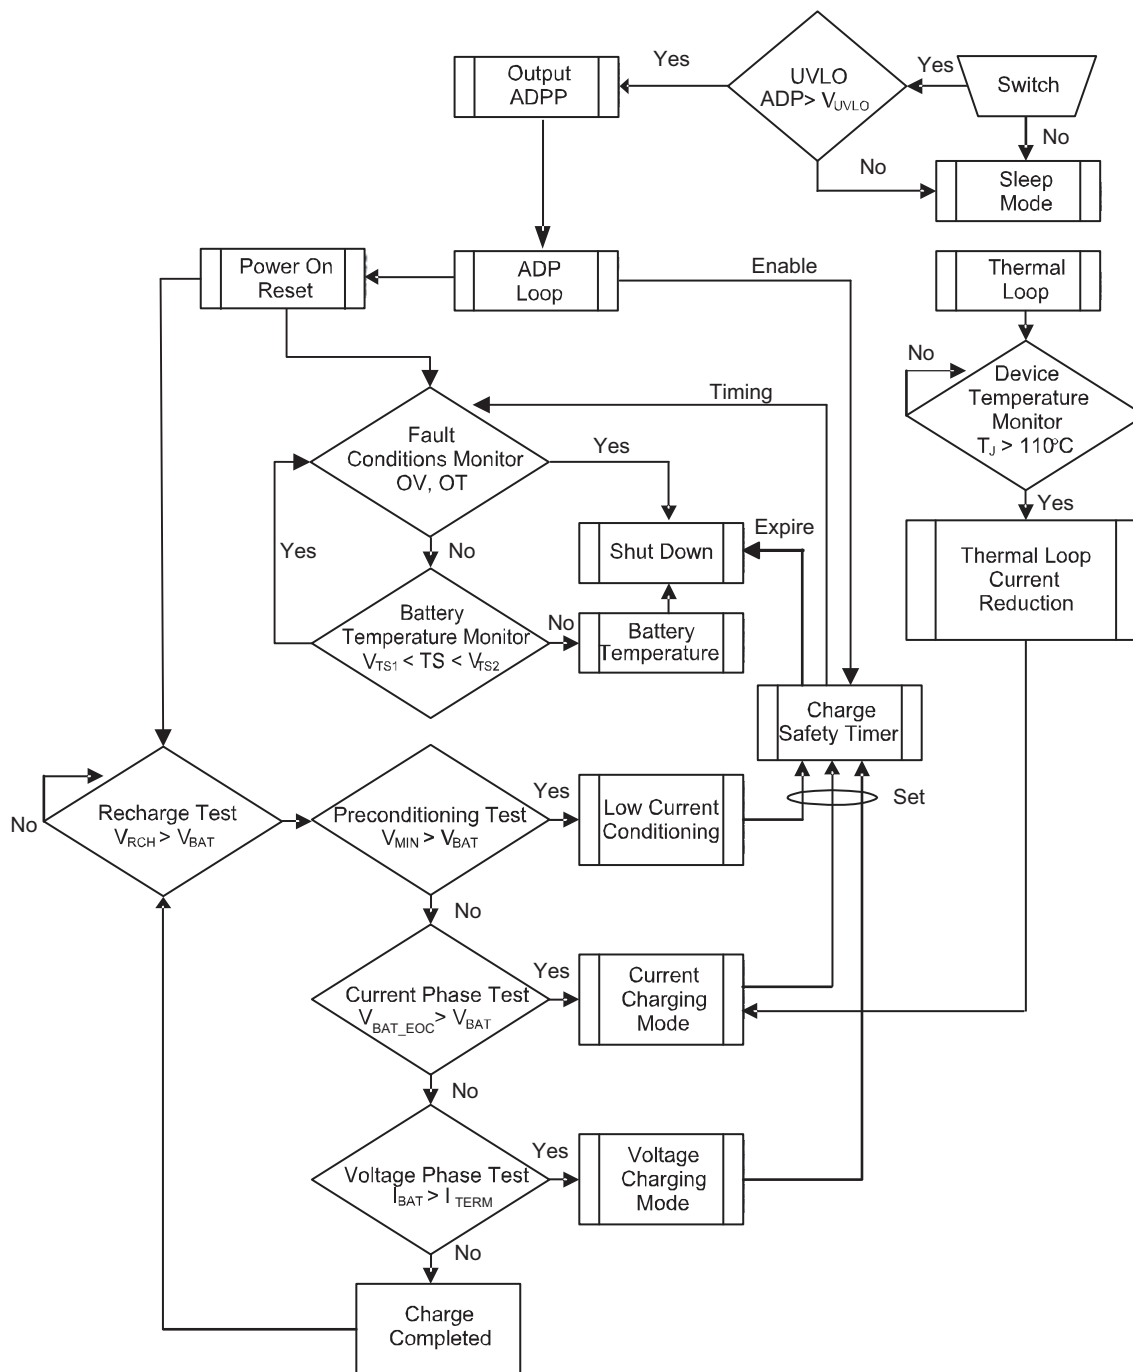 Yes
Output
ADPP
UVLO
ADP> VUVLO
Yes
Switch
No
No
Sleep
Mode
Power On
Reset
ADP
Loop
Enable
Thermal
Loop
No
Device
Temperature
Monitor
TJ > 110°C
Timing
Fault
Conditions Monitor
OV, OT
Yes
Yes
No
Shut Down
Expire
Yes
Thermal Loop
Current
Reduction
Battery
Temperature Monitor
VTS1 < TS < VTS2
No
Battery
Temperature
Charge
Safety Timer
Set
No
Recharge Test
VRCH > VBAT
Preconditioning Test
VMIN > VBAT
Yes
Low Current
Conditioning
No
Current Phase Test
VBAT_EOC > VBAT
Yes
Current
Charging
Mode
No
Voltage Phase Test
IBAT > ITERM
Yes
Voltage
Charging
Mode
No
Charge
Completed